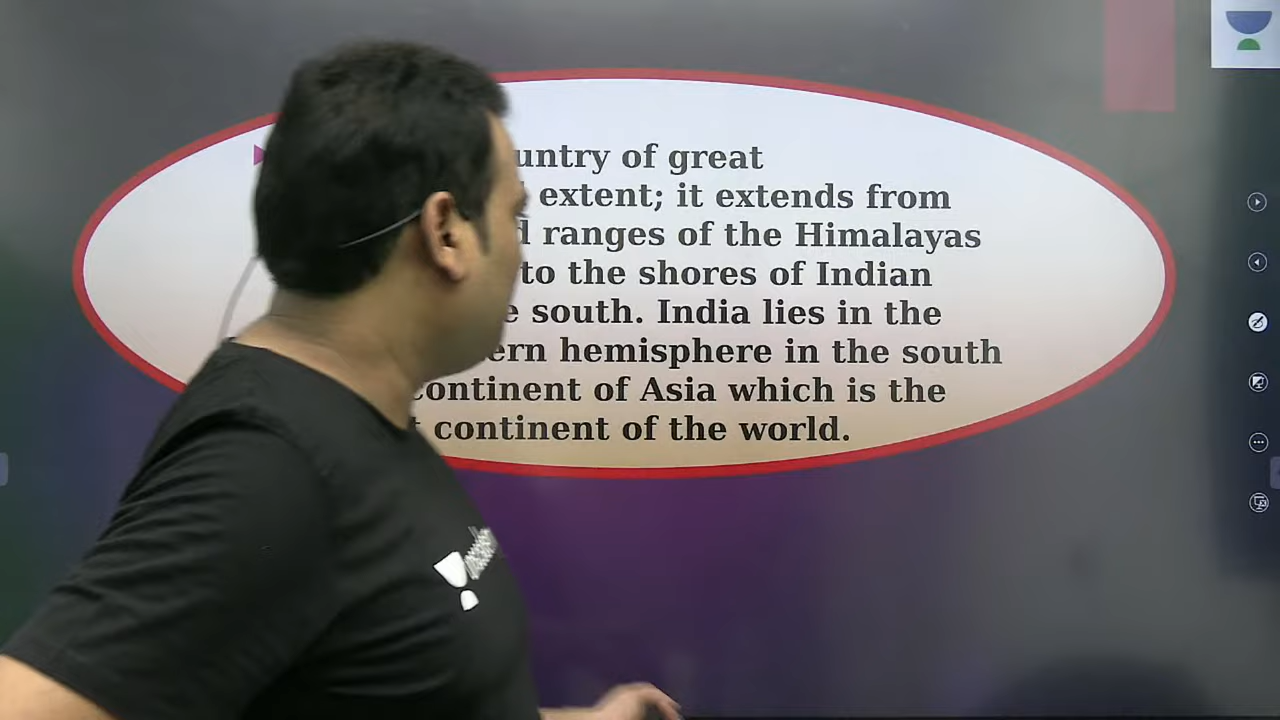 untry of great
extent; it extends from
d ranges of the Himalayas
to the shores of Indian
e south. India lies in the
ern hemisphere in the south
continent of Asia which is the
continent of the world.